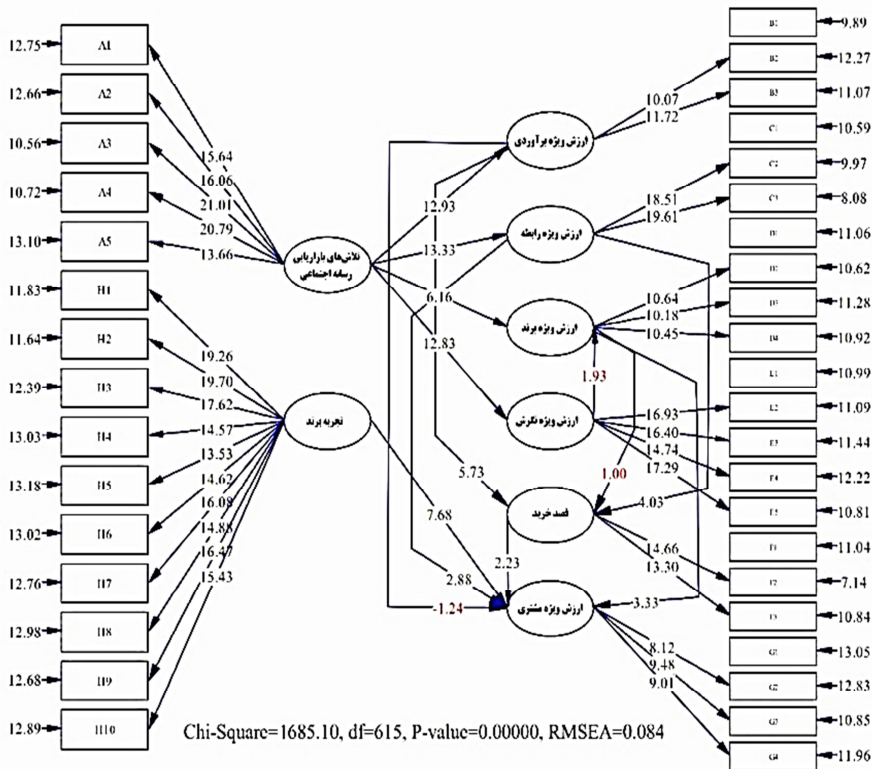 12.75 A1
12.66 A2
10.56 A3
10.72 A4
13.10 A5
11.83 H1
11.64 H2
12.39 H3
13.03 H4
13.18 H5
13.02 H6
12.76 H7
12.98 H8
12.68 H9
12.89 H10
15.64
16.06
21.01
20.79
13.66
19.26
19.70
17.62
14.57
13.53
14.62
16.08
14.88
16.47
15.43
تلاش‌های بازاریابی
رسانه اجتماعی
تجربه برند
12.93
13.33
6.16
12.83
5.73
7.68
2.88
-1.24
2.23
1.93
1.00
4.03
3.33
ارزش ویژه برآوردی
ارزش ویژه رابطه
ارزش ویژه برند
ارزش ویژه نگرش
قصد خرید
ارزش ویژه مشتری
10.07
11.72
18.51
19.61
10.64
10.18
10.45
16.93
16.40
14.74
17.29
14.66
13.30
8.12
9.48
9.01
B1 9.89
B2 12.27
B3 11.07
C1 10.59
C2 9.97
C3 8.08
D1 11.06
D2 10.62
D3 11.28
D4 10.92
E1 10.99
E2 11.09
E3 11.44
E4 12.22
E5 10.81
F1 11.04
F2 7.14
F3 10.84
G1 13.05
G2 12.83
G3 10.85
G4 11.96
Chi-Square=1685.10, df=615, P-value=0.00000, RMSEA=0.084